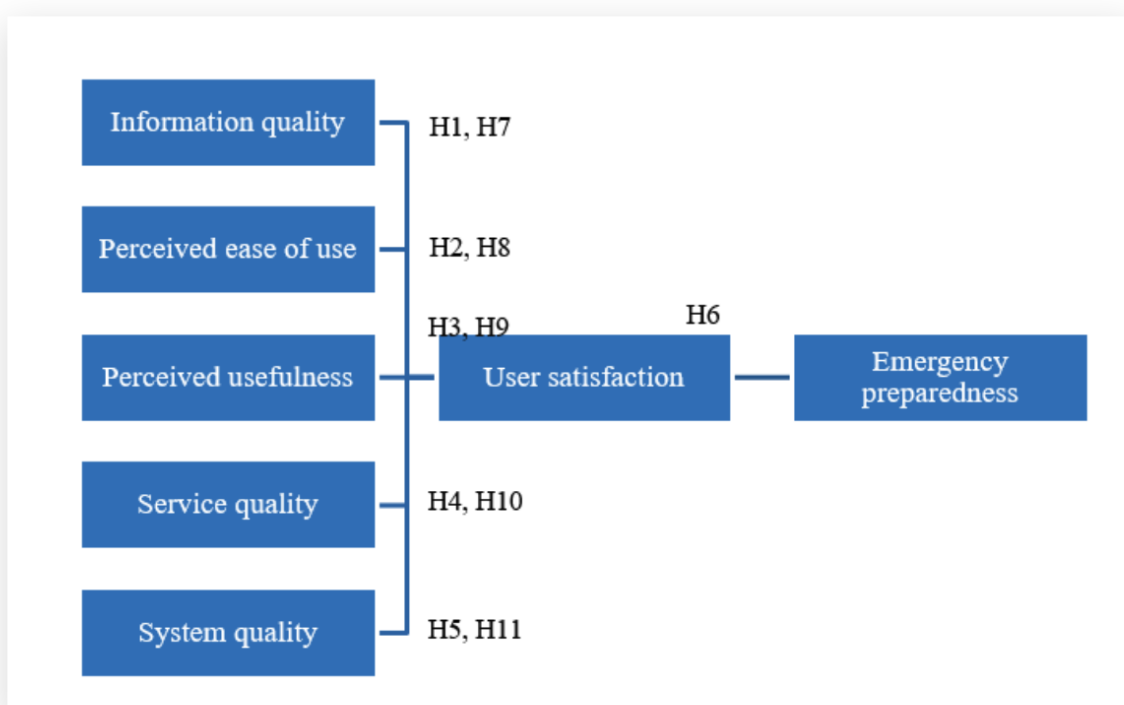 Information quality
H1, H7
Perceived ease of use
H2, H8
H3, H9
H6
Perceived usefulness
User satisfaction
Emergency
preparedness
Service quality
H4, H10
System quality
H5, H11